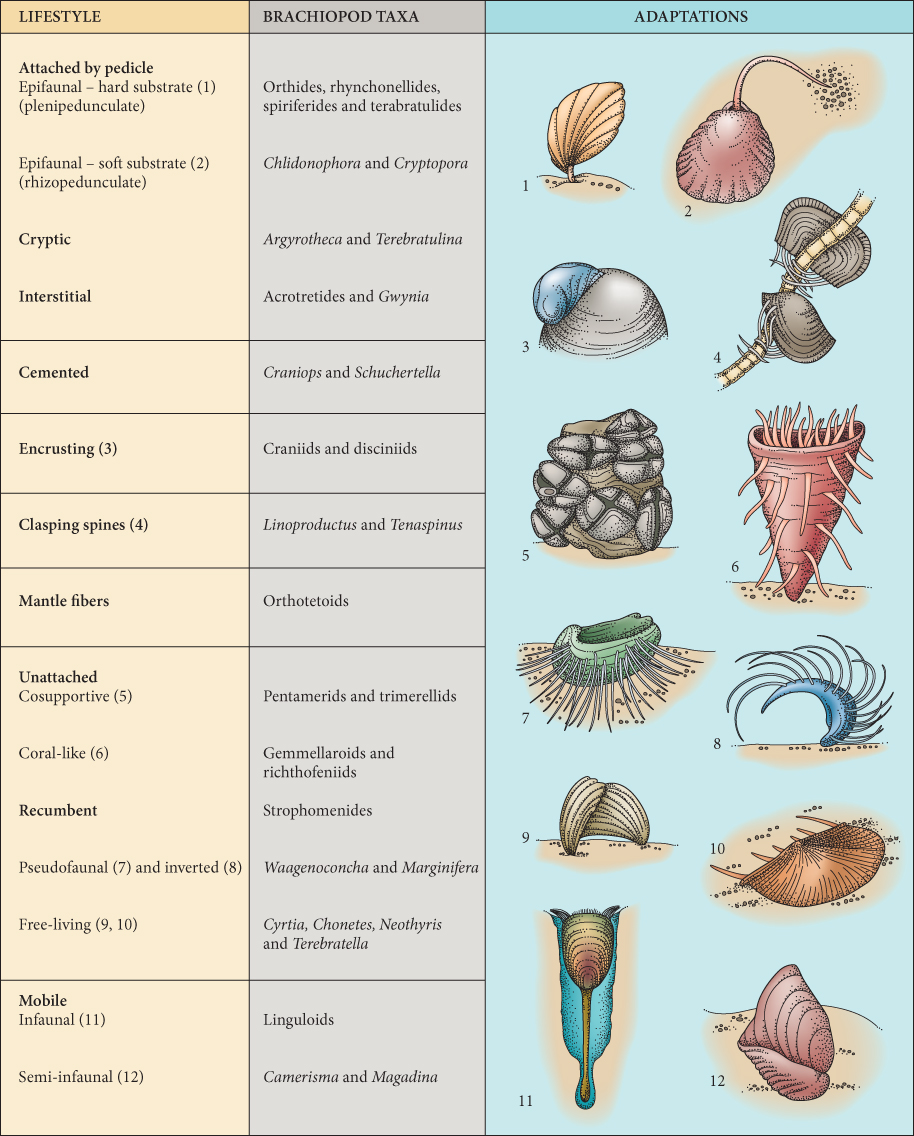 LIFESTYLE
BRACHIOPOD TAXA
ADAPTATIONS
Attached by pedicle
Epifaunal – hard substrate (1)
(plenipedunculate)
Orthides, rhynchonellides,
spiriferides and terabratulides
Epifaunal – soft substrate (2)
(rhizopedunculate)
Chlidonophora and Cryptopora
Cryptic
Argyrotheca and Terebratulina
Interstitial
Acrotretides and Gwynia
Cemented
Craniops and Schuchertella
Encrusting (3)
Craniids and disciniids
Clasping spines (4)
Linoproductus and Tenaspinus
Mantle fibers
Orthotetoids
Unattached
Cosupportive (5)
Pentamerids and trimerellids
Coral-like (6)
Gemmellaroids and
richthofeniids
Recumbent
Strophomenides
Pseudofaunal (7) and inverted (8)
Waagenoconcha and Marginifera
Free-living (9, 10)
Cyrtia, Chonetes, Neothyris
and Terebratella
Mobile
Infaunal (11)
Linguloids
Semi-infaunal (12)
Camerisma and Magadina
1
2
3
4
5
6
7
8
9
10
11
12